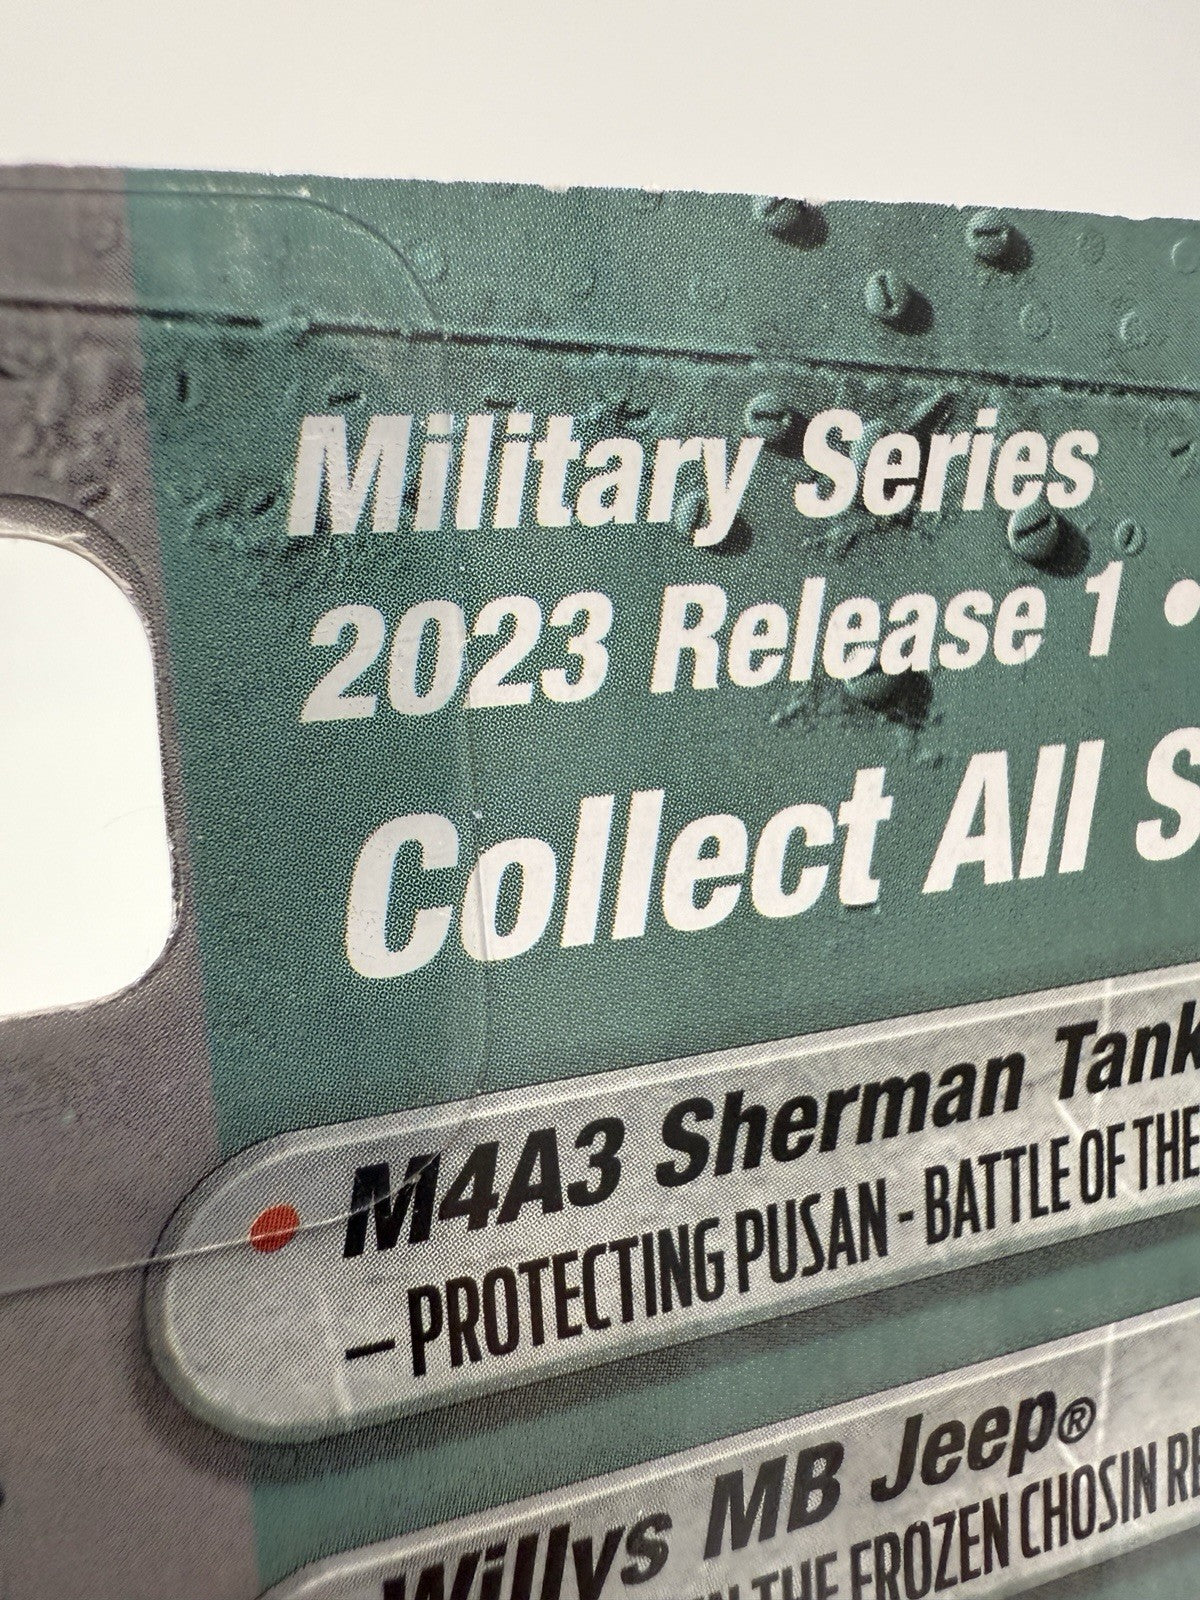 Military Series
2023 Release 1 •
Collect All S
• M4A3 Sherman Tank
– PROTECTING PUSAN - BATTLE OF THE
Willys MB Jeep®
THE FROZEN CHOSIN RE